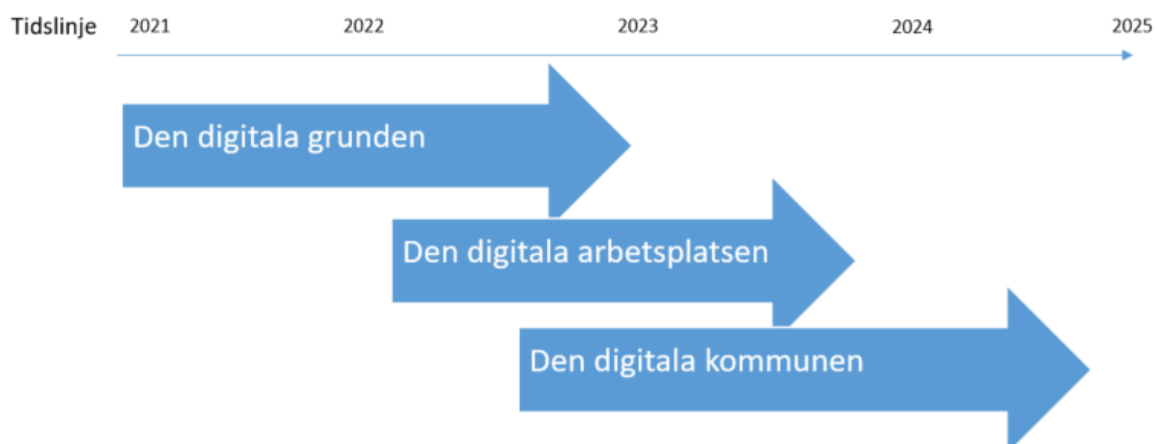 Tidslinje 2021 2022 2023 2024 2025
Den digitala grunden
Den digitala arbetsplatsen
Den digitala kommunen